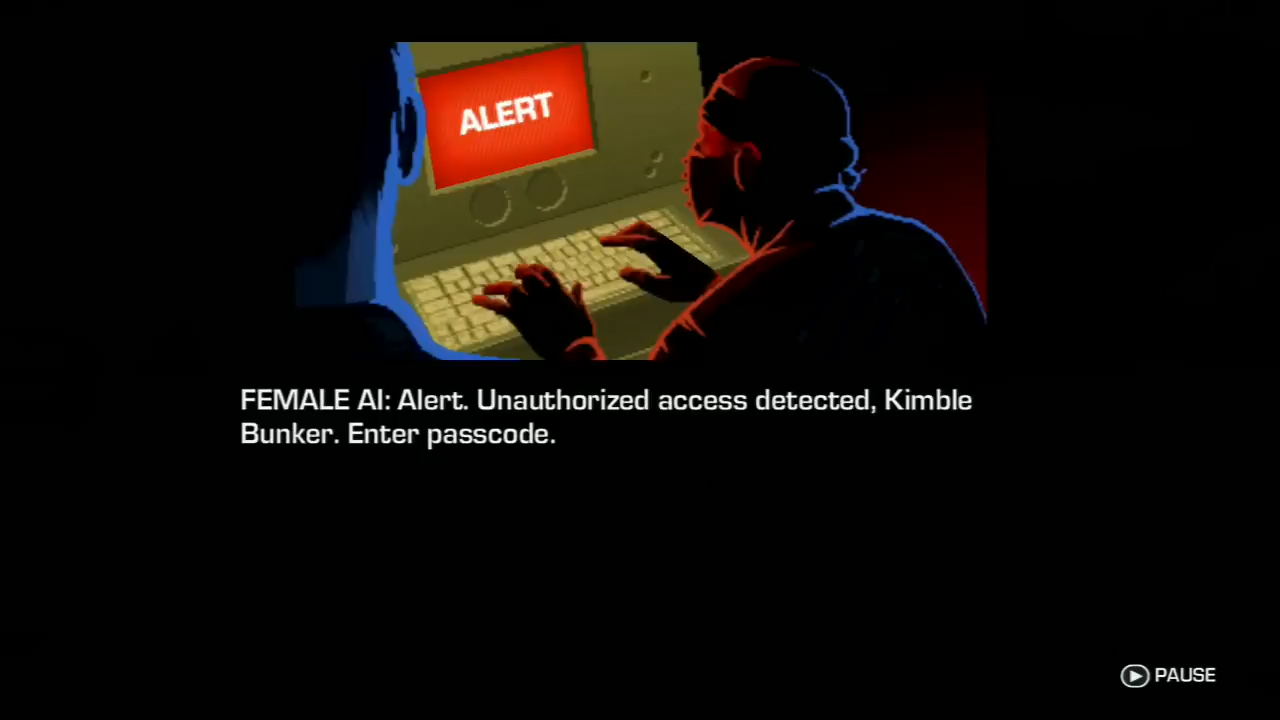 ALERT
FEMALE AI: Alert. Unauthorized access detected, Kimble
Bunker. Enter passcode.
PAUSE